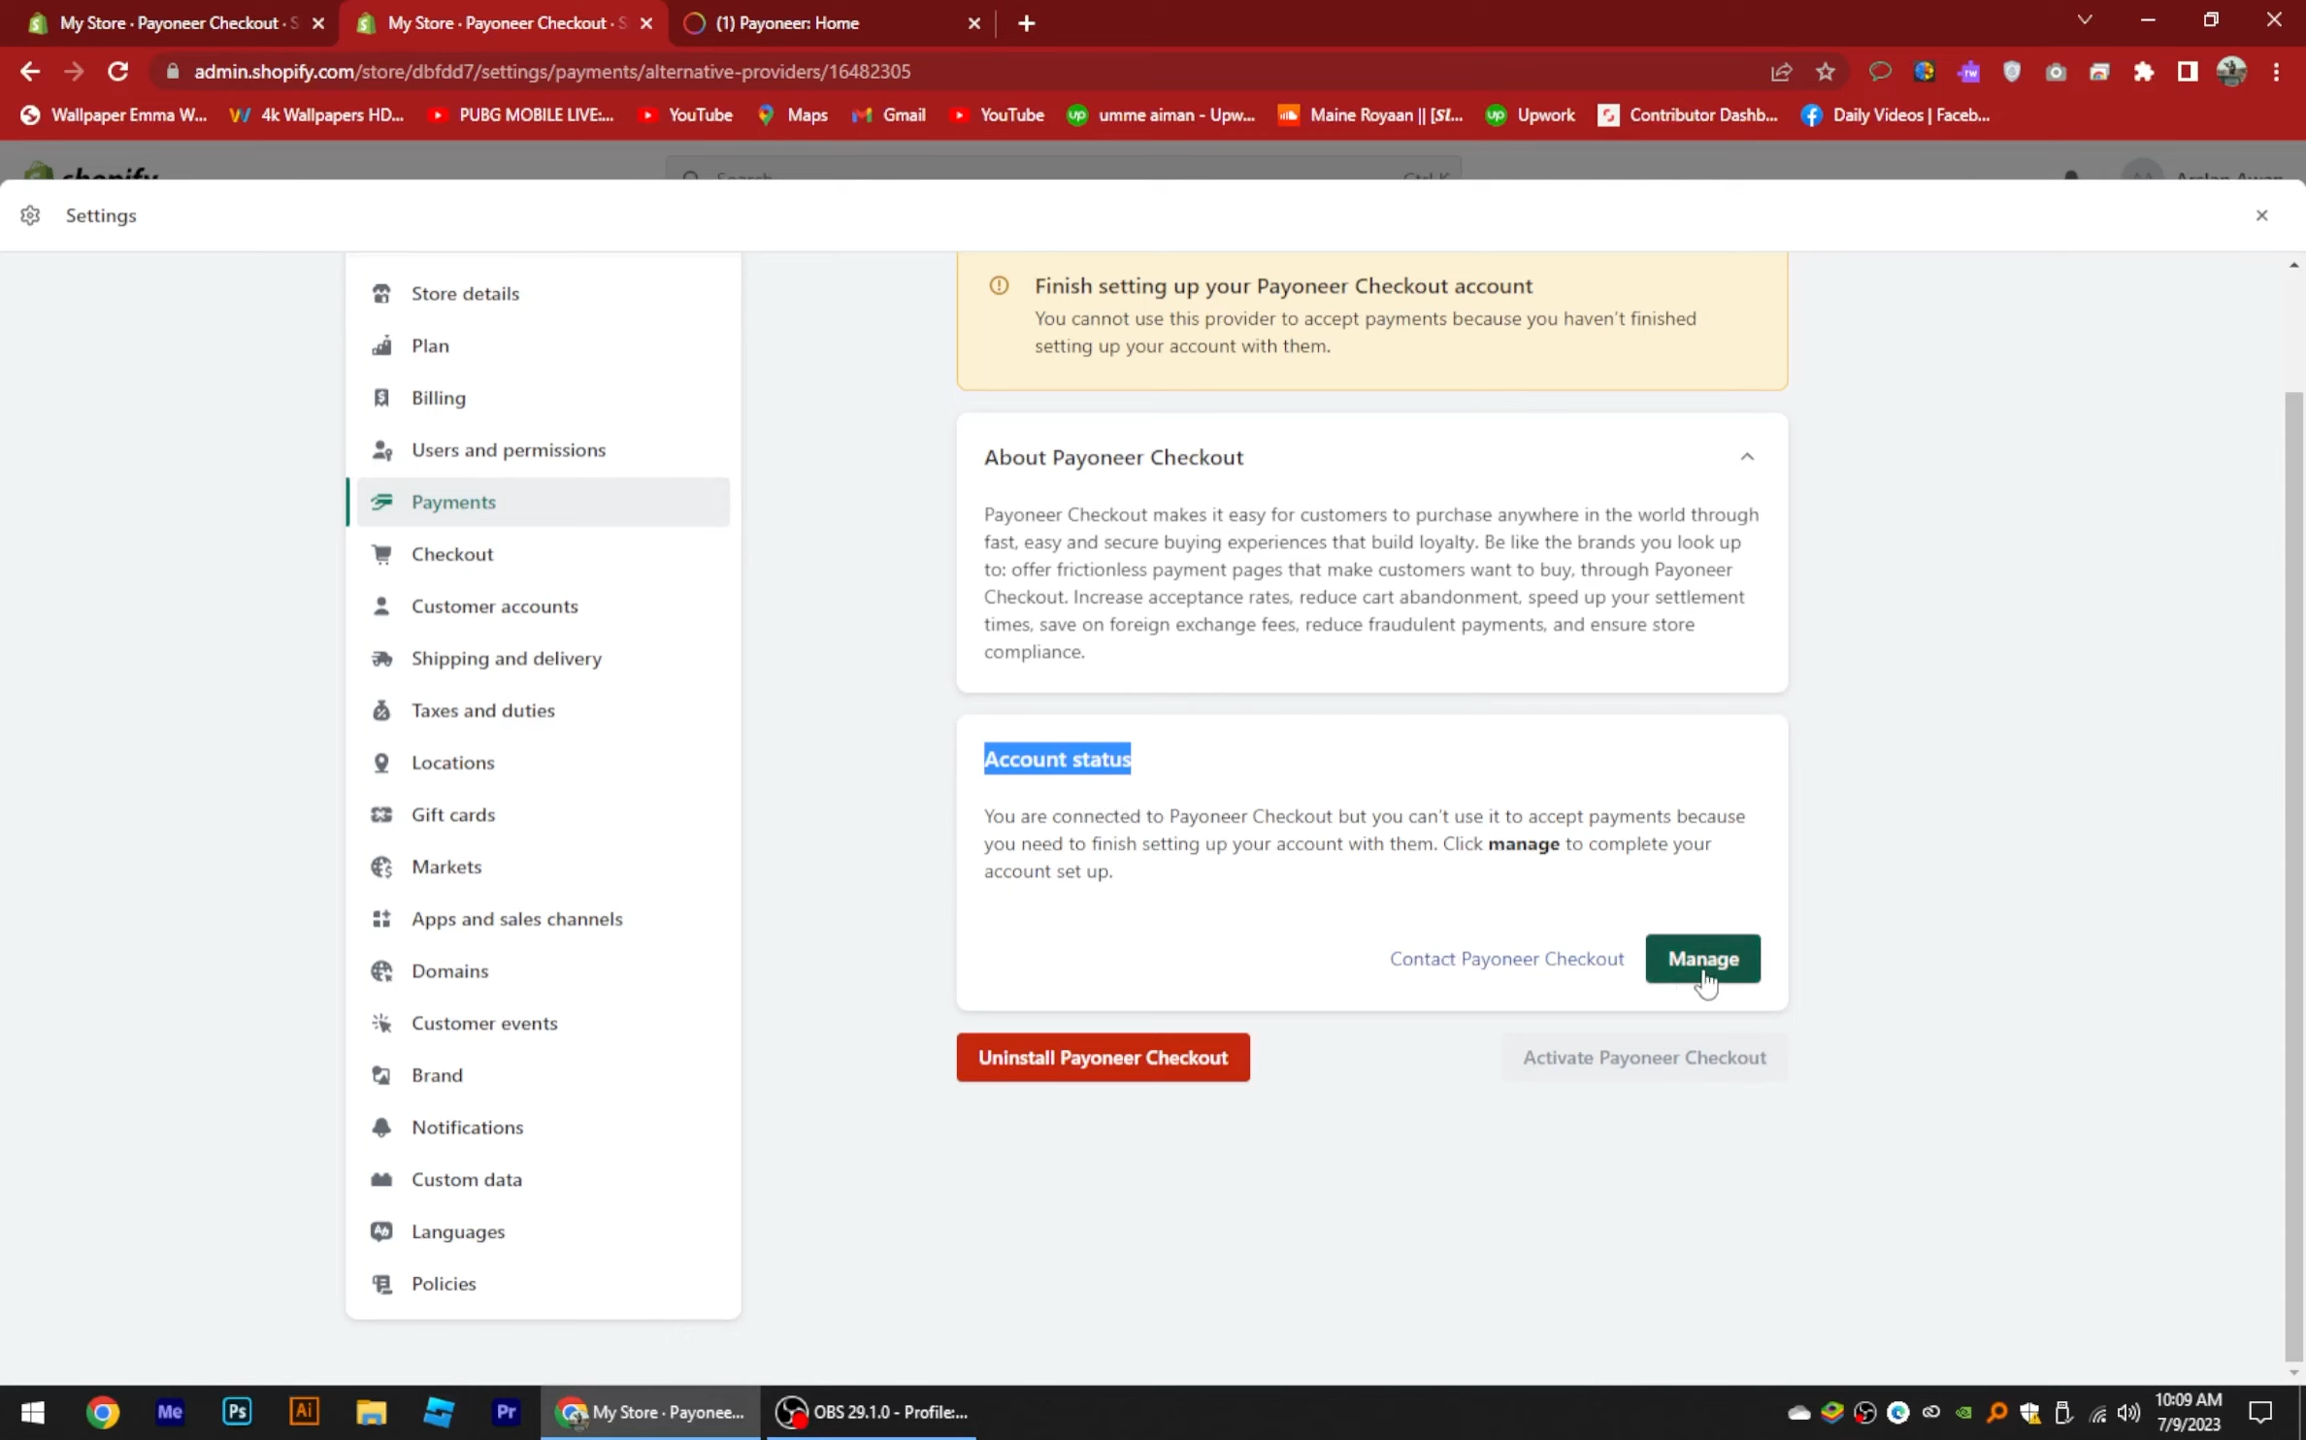 My Store · Payoneer Checkout · S
My Store · Payoneer Checkout · S
(1) Payoneer: Home
admin.shopify.com/store/dbfdd7/settings/payments/alternative-providers/16482305
Wallpaper Emma W...
4k Wallpapers HD...
PUBG MOBILE LIVE:...
YouTube
Maps
Gmail
YouTube
umme aiman - Upw...
Maine Royaan || [Sl...
Upwork
Contributor Dashb...
Daily Videos | Faceb...
shopify
Search
Ctrl K
Arslan Awan
Settings
Store details
Plan
Billing
Users and permissions
Payments
Checkout
Customer accounts
Shipping and delivery
Taxes and duties
Locations
Gift cards
Markets
Apps and sales channels
Domains
Customer events
Brand
Notifications
Custom data
Languages
Policies
Finish setting up your Payoneer Checkout account
You cannot use this provider to accept payments because you haven't finished
setting up your account with them.
About Payoneer Checkout
Payoneer Checkout makes it easy for customers to purchase anywhere in the world through
fast, easy and secure buying experiences that build loyalty. Be like the brands you look up
to: offer frictionless payment pages that make customers want to buy, through Payoneer
Checkout. Increase acceptance rates, reduce cart abandonment, speed up your settlement
times, save on foreign exchange fees, reduce fraudulent payments, and ensure store
compliance.
Account status
You are connected to Payoneer Checkout but you can't use it to accept payments because
you need to finish setting up your account with them. Click manage to complete your
account set up.
Contact Payoneer Checkout
Manage
Uninstall Payoneer Checkout
Activate Payoneer Checkout
Me
Ps
Ai
Pr
My Store · Payonee...
OBS 29.1.0 - Profile:...
10:09 AM
7/9/2023